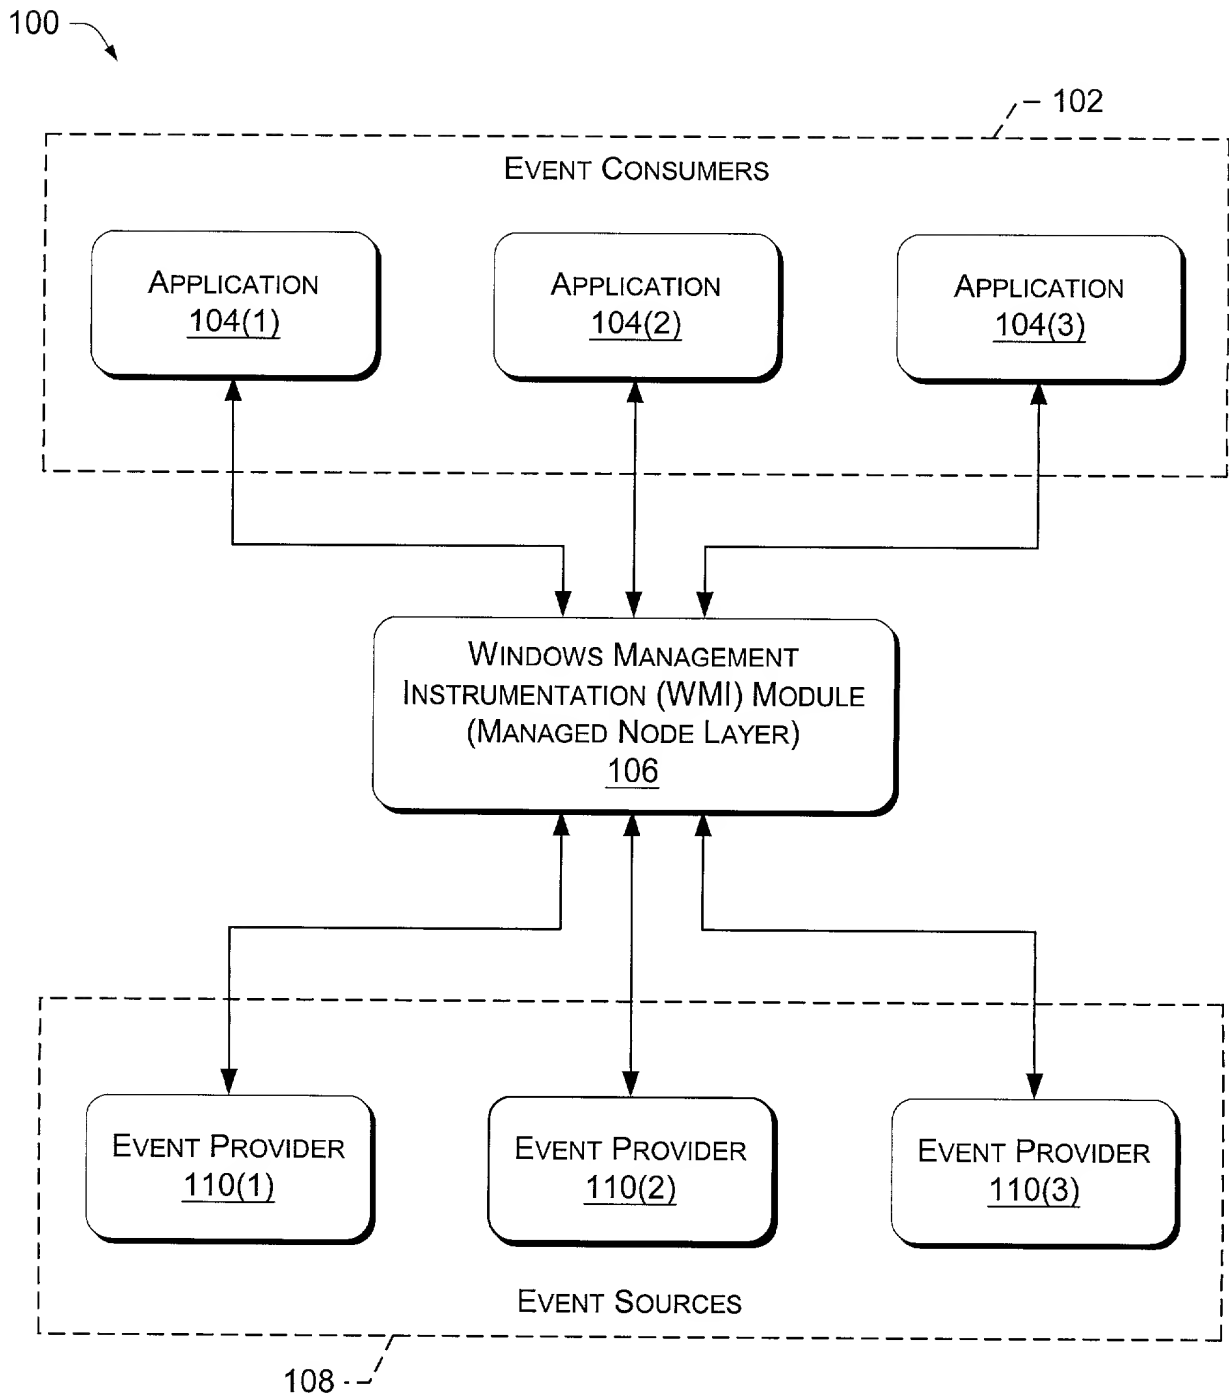 100
102
EVENT CONSUMERS
APPLICATION
104(1)
APPLICATION
104(2)
APPLICATION
104(3)
WINDOWS MANAGEMENT
INSTRUMENTATION (WMI) MODULE
(MANAGED NODE LAYER)
106
EVENT PROVIDER
110(1)
EVENT PROVIDER
110(2)
EVENT PROVIDER
110(3)
EVENT SOURCES
108